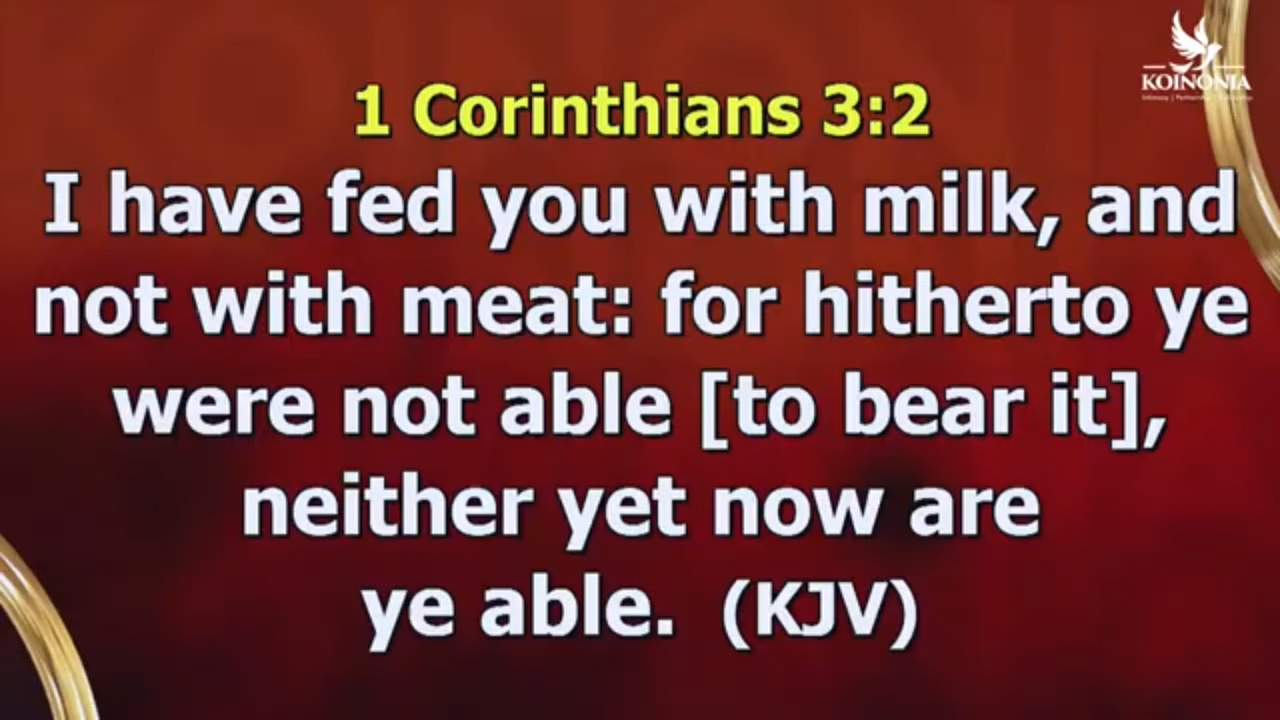 KOINONIA
1 Corinthians 3:2
I have fed you with milk, and
not with meat: for hitherto ye
were not able [to bear it],
neither yet now are
ye able. (KJV)